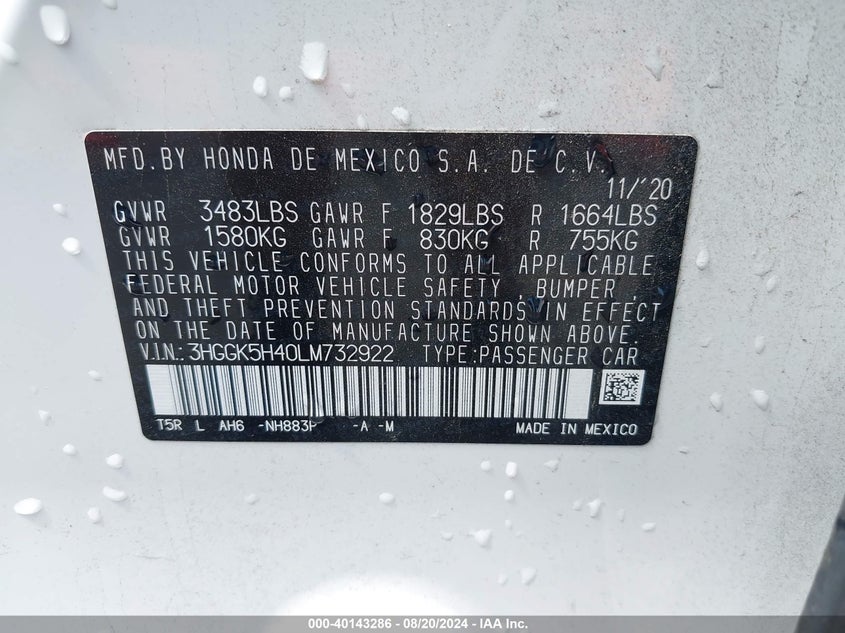 MFD.BY HONDA DE MEXICO S.A. DE C.V.
11/'20
GVWR 3483LBS GAWR F 1829LBS R 1664LBS
GVWR 1580KG GAWR F 830KG R 755KG
THIS VEHICLE CONFORMS TO ALL APPLICABLE
FEDERAL MOTOR VEHICLE SAFETY, BUMPER,
AND THEFT PREVENTION STANDARDS IN EFFECT
ON THE DATE OF MANUFACTURE SHOWN ABOVE.
V.I.N.:3HGGK5H40LM732922 TYPE:PASSENGER CAR
T5R L AH6 -NH883P -A -M MADE IN MEXICO
000-40143286 - 08/20/2024 - IAA Inc.